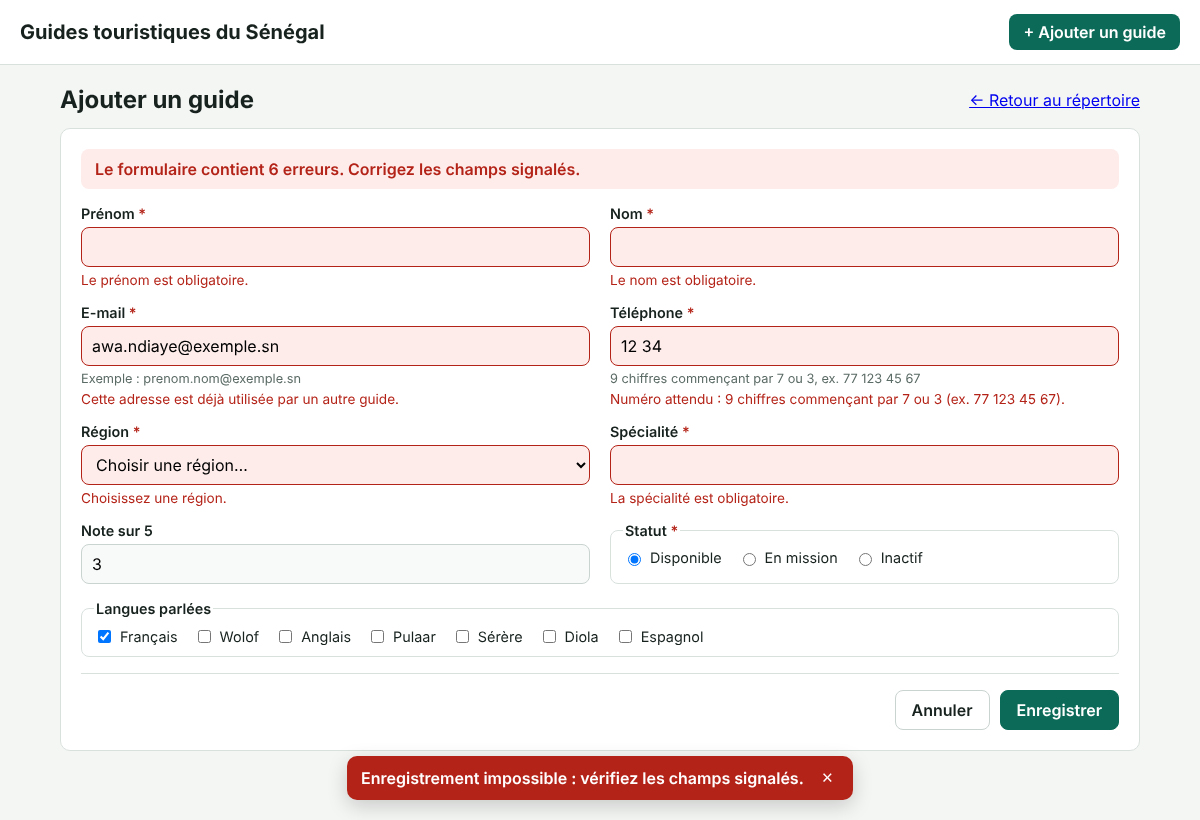 Guides touristiques du Sénégal
+ Ajouter un guide
Ajouter un guide
← Retour au répertoire
Le formulaire contient 6 erreurs. Corrigez les champs signalés.
Prénom *
Nom *
Le prénom est obligatoire.
Le nom est obligatoire.
E-mail *
Téléphone *
awa.ndiaye@exemple.sn
12 34
Exemple : prenom.nom@exemple.sn
9 chiffres commençant par 7 ou 3, ex. 77 123 45 67
Cette adresse est déjà utilisée par un autre guide.
Numéro attendu : 9 chiffres commençant par 7 ou 3 (ex. 77 123 45 67).
Région *
Spécialité *
Choisir une région…
Choisissez une région.
La spécialité est obligatoire.
Note sur 5
Statut *
3
Disponible En mission Inactif
Langues parlées
Français Wolof Anglais Pulaar Sérère Diola Espagnol
Annuler
Enregistrer
Enregistrement impossible : vérifiez les champs signalés. ×